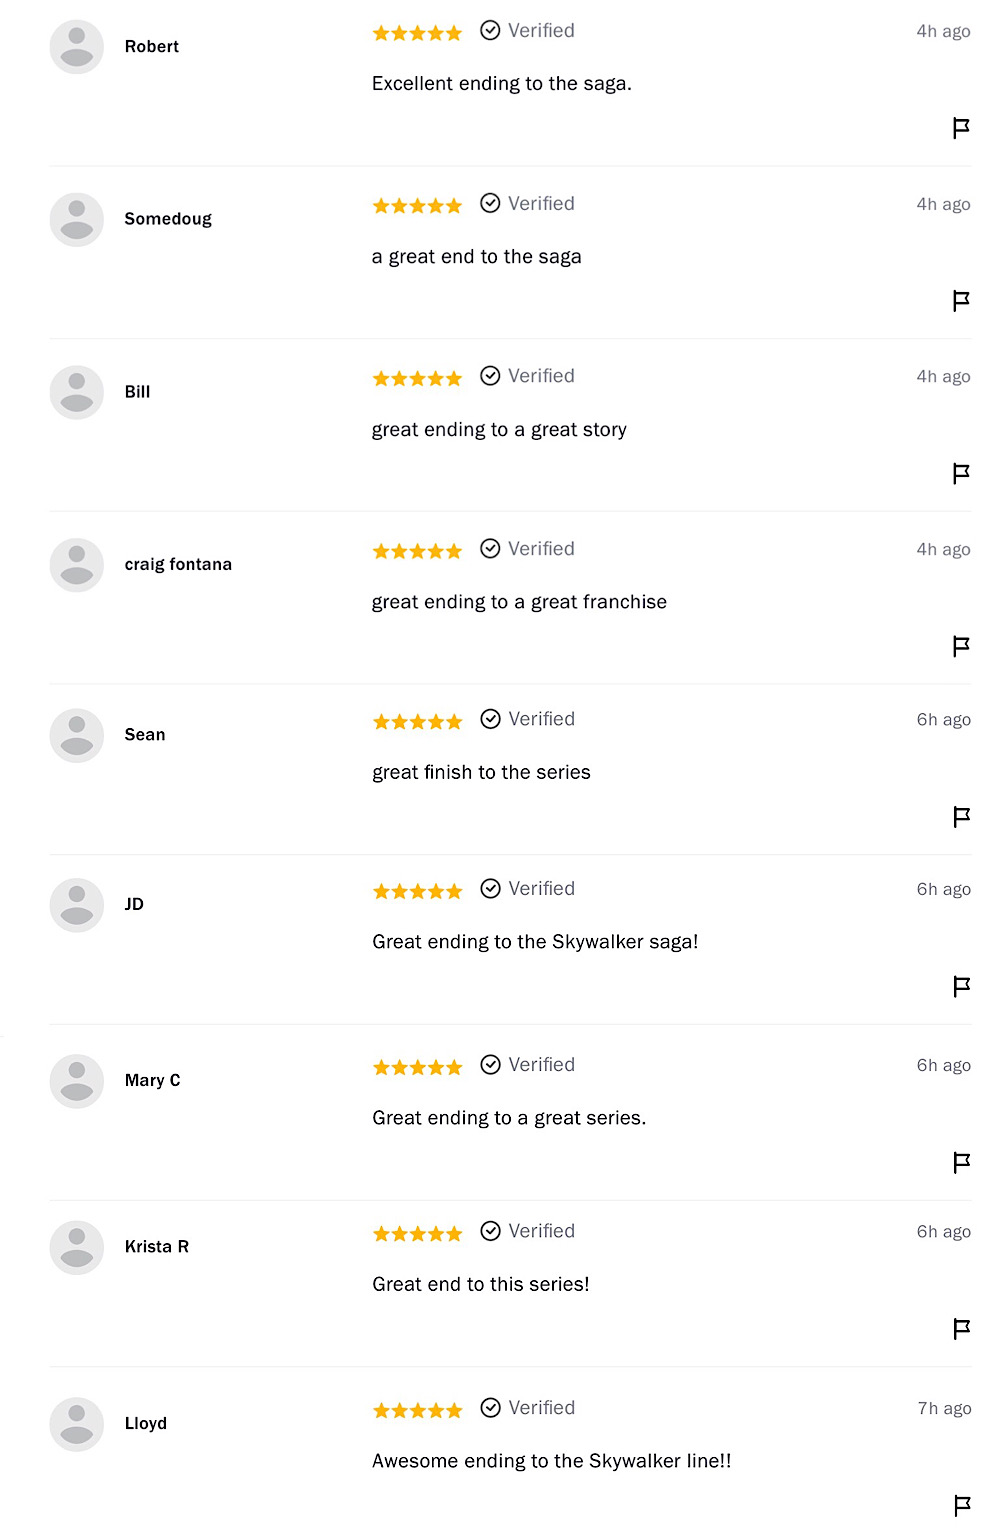 Robert
Verified
4h ago
Excellent ending to the saga.
Somedoug
Verified
4h ago
a great end to the saga
Bill
Verified
4h ago
great ending to a great story
craig fontana
Verified
4h ago
great ending to a great franchise
Sean
Verified
6h ago
great finish to the series
JD
Verified
6h ago
Great ending to the Skywalker saga!
Mary C
Verified
6h ago
Great ending to a great series.
Krista R
Verified
6h ago
Great end to this series!
Lloyd
Verified
7h ago
Awesome ending to the Skywalker line!!